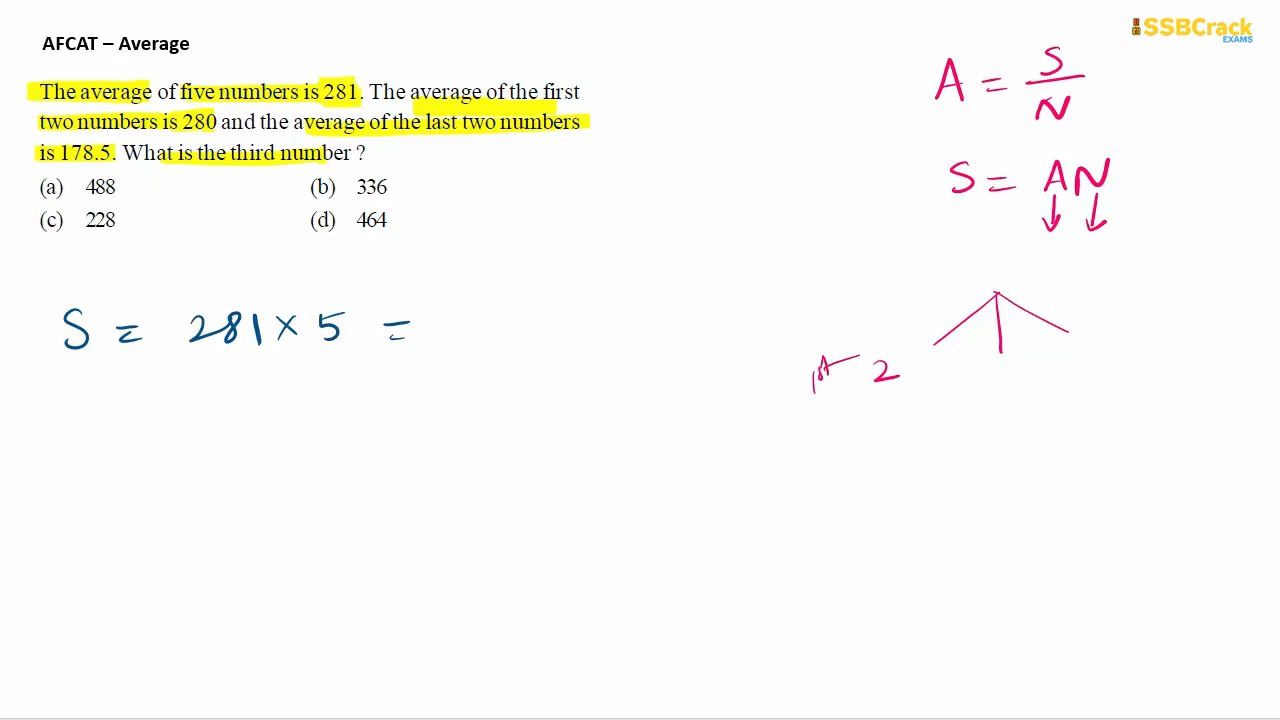 SSBCrack
EXAMS
AFCAT – Average
The average of five numbers is 281. The average of the first
two numbers is 280 and the average of the last two numbers
is 178.5. What is the third number ?
(a) 488 (b) 336
(c) 228 (d) 464
A = S/N
S = AN
S = 281 × 5 =
1st 2